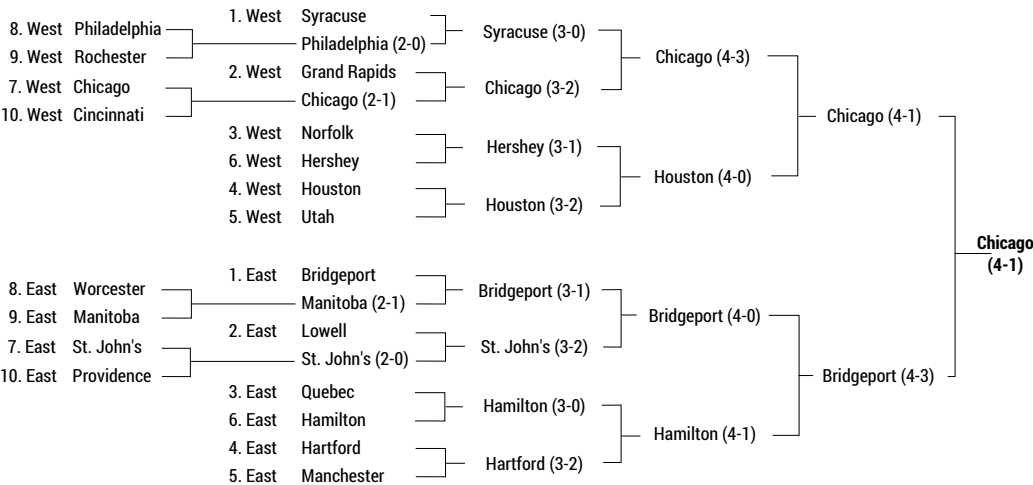 1. West Syracuse
8. West Philadelphia
Philadelphia (2-0)
Syracuse (3-0)
9. West Rochester
Chicago (4-3)
2. West Grand Rapids
7. West Chicago
Chicago (3-2)
Chicago (2-1)
10. West Cincinnati
Chicago (4-1)
3. West Norfolk
Hershey (3-1)
6. West Hershey
Houston (4-0)
4. West Houston
Houston (3-2)
5. West Utah
Chicago
(4-1)
1. East Bridgeport
8. East Worcester
Bridgeport (3-1)
Manitoba (2-1)
9. East Manitoba
Bridgeport (4-0)
2. East Lowell
7. East St. John's
St. John's (3-2)
St. John's (2-0)
10. East Providence
Bridgeport (4-3)
3. East Quebec
Hamilton (3-0)
6. East Hamilton
Hamilton (4-1)
4. East Hartford
Hartford (3-2)
5. East Manchester